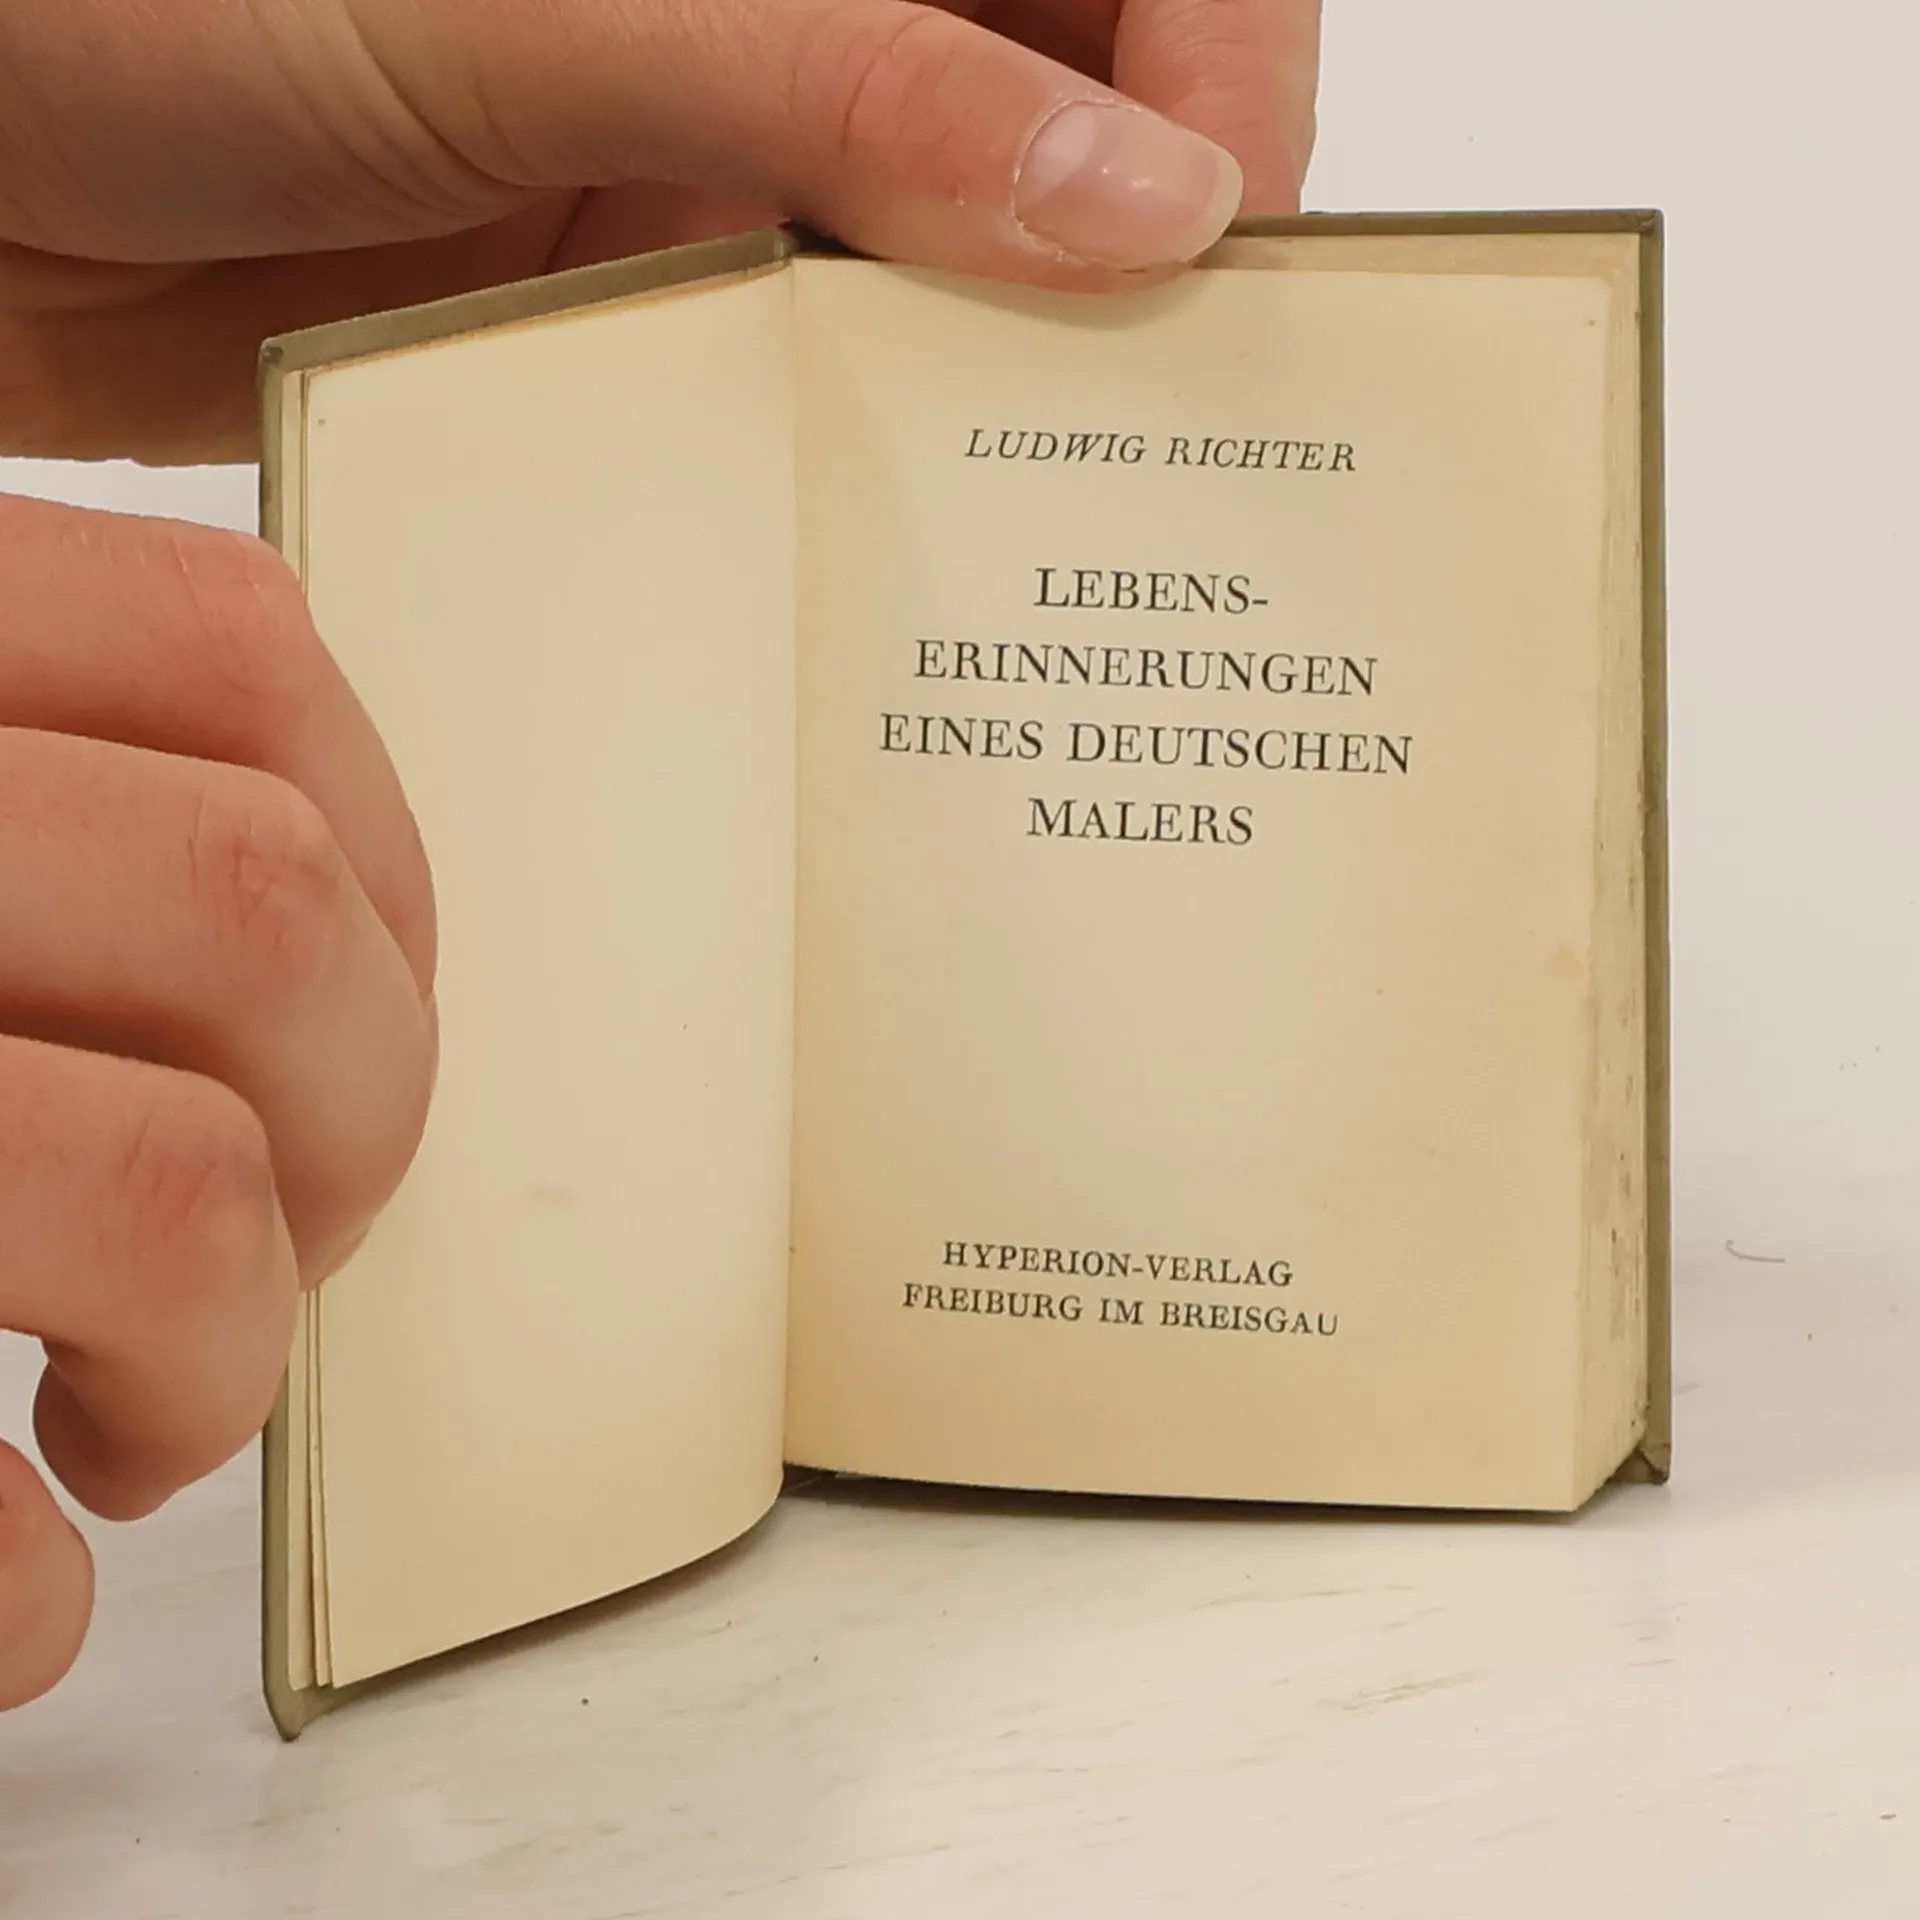 LUDWIG RICHTER
LEBENS-
ERINNERUNGEN
EINES DEUTSCHEN
MALERS
HYPERION-VERLAG
FREIBURG IM BREISGAU